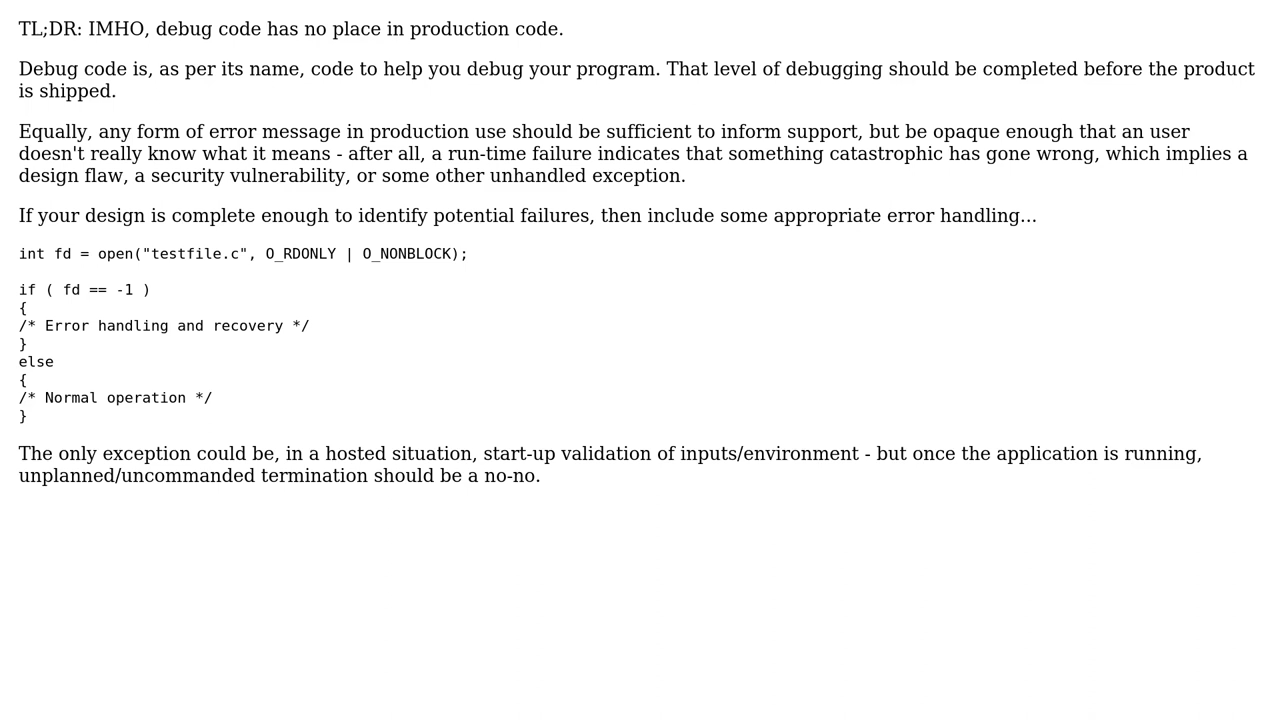 TL;DR: IMHO, debug code has no place in production code.
Debug code is, as per its name, code to help you debug your program. That level of debugging should be completed before the product
is shipped.
Equally, any form of error message in production use should be sufficient to inform support, but be opaque enough that an user
doesn't really know what it means - after all, a run-time failure indicates that something catastrophic has gone wrong, which implies a
design flaw, a security vulnerability, or some other unhandled exception.
If your design is complete enough to identify potential failures, then include some appropriate error handling...
int fd = open("testfile.c", O_RDONLY | O_NONBLOCK);
if ( fd == -1 )
{
/* Error handling and recovery */
}
else
{
/* Normal operation */
}
The only exception could be, in a hosted situation, start-up validation of inputs/environment - but once the application is running,
unplanned/uncommanded termination should be a no-no.